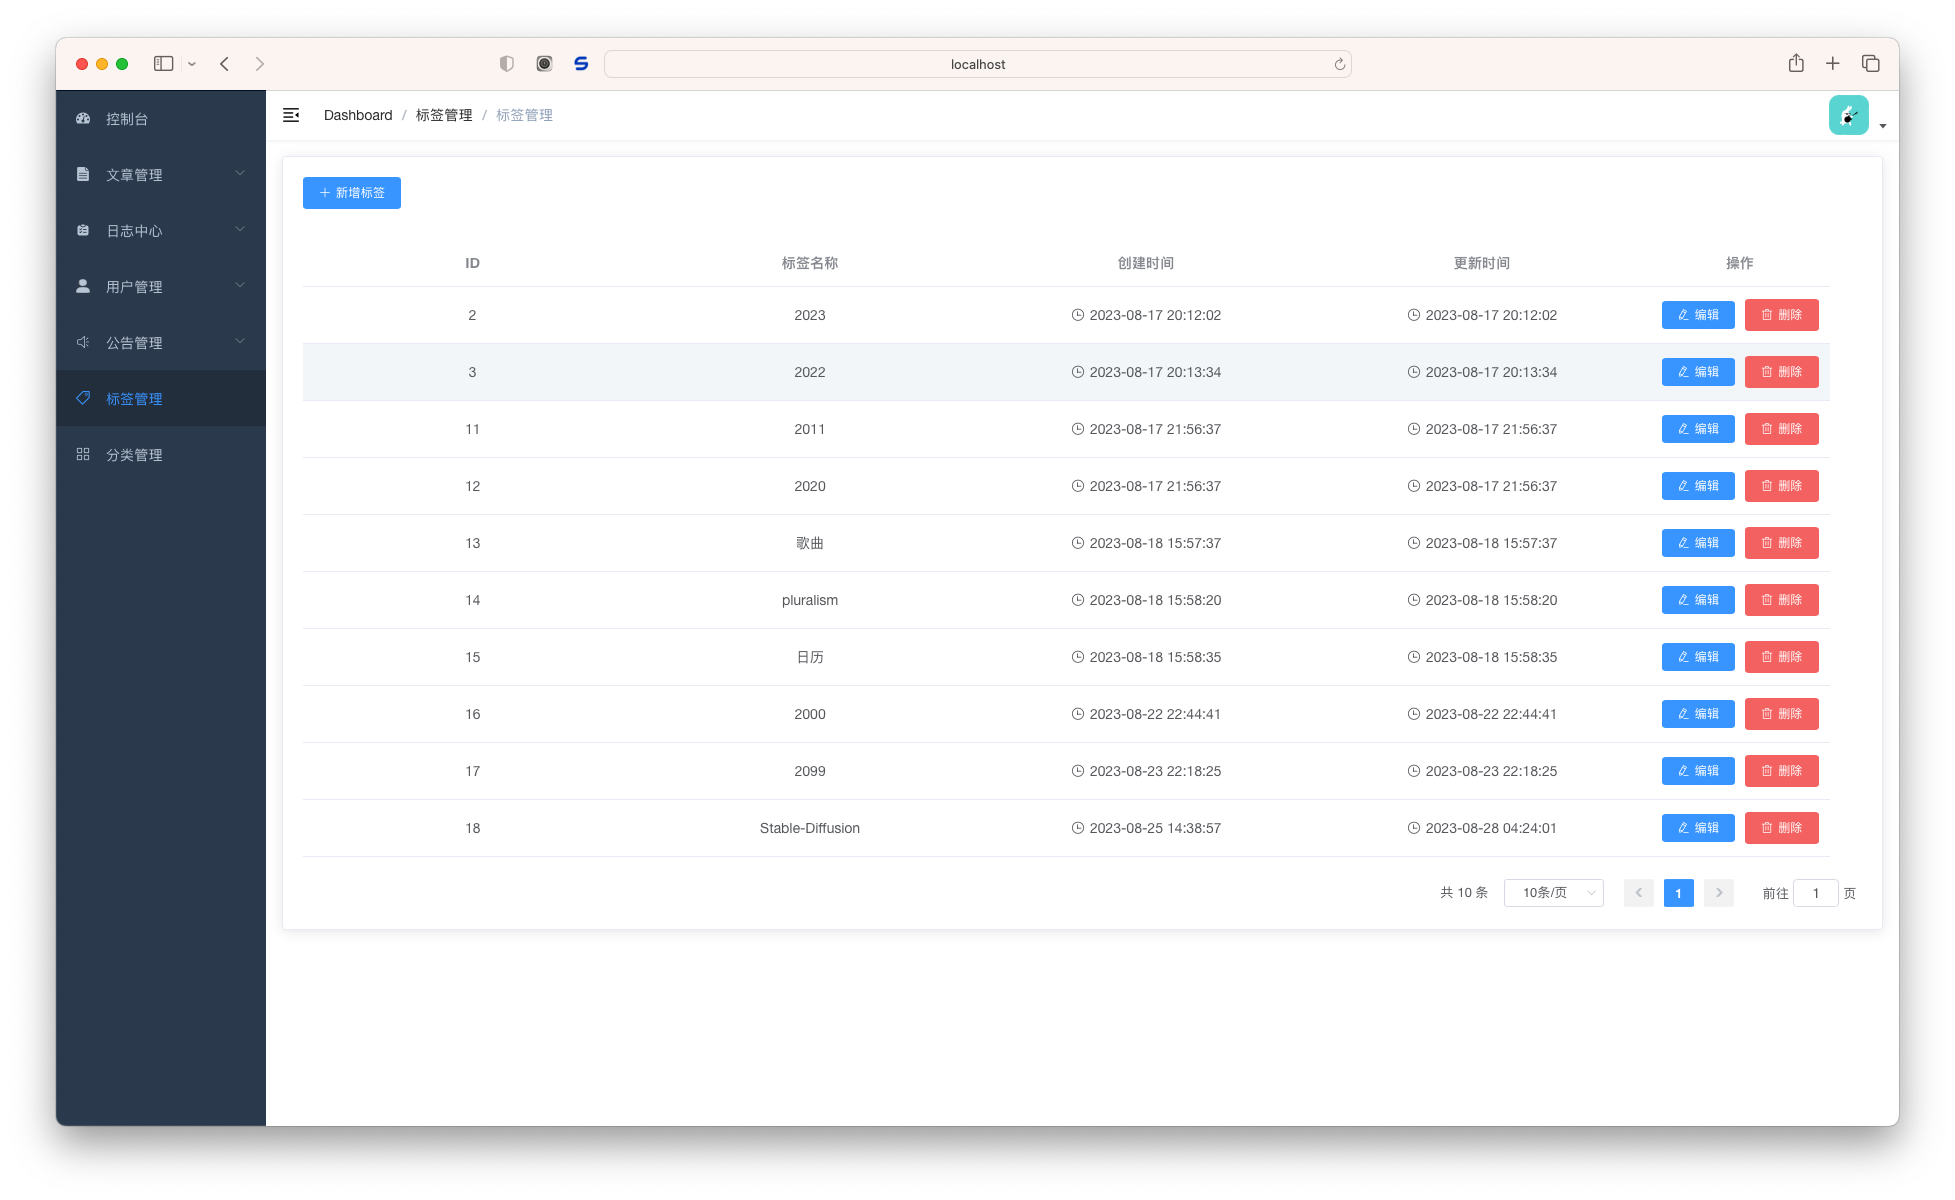 localhost
控制台
文章管理
日志中心
用户管理
公告管理
标签管理
分类管理
Dashboard / 标签管理 / 标签管理
新增标签
ID 标签名称 创建时间 更新时间 操作
2 2023 2023-08-17 20:12:02 2023-08-17 20:12:02 编辑 删除
3 2022 2023-08-17 20:13:34 2023-08-17 20:13:34 编辑 删除
11 2011 2023-08-17 21:56:37 2023-08-17 21:56:37 编辑 删除
12 2020 2023-08-17 21:56:37 2023-08-17 21:56:37 编辑 删除
13 歌曲 2023-08-18 15:57:37 2023-08-18 15:57:37 编辑 删除
14 pluralism 2023-08-18 15:58:20 2023-08-18 15:58:20 编辑 删除
15 日历 2023-08-18 15:58:35 2023-08-18 15:58:35 编辑 删除
16 2000 2023-08-22 22:44:41 2023-08-22 22:44:41 编辑 删除
17 2099 2023-08-23 22:18:25 2023-08-23 22:18:25 编辑 删除
18 Stable-Diffusion 2023-08-25 14:38:57 2023-08-28 04:24:01 编辑 删除
共 10 条 10条/页 1 前往 1 页